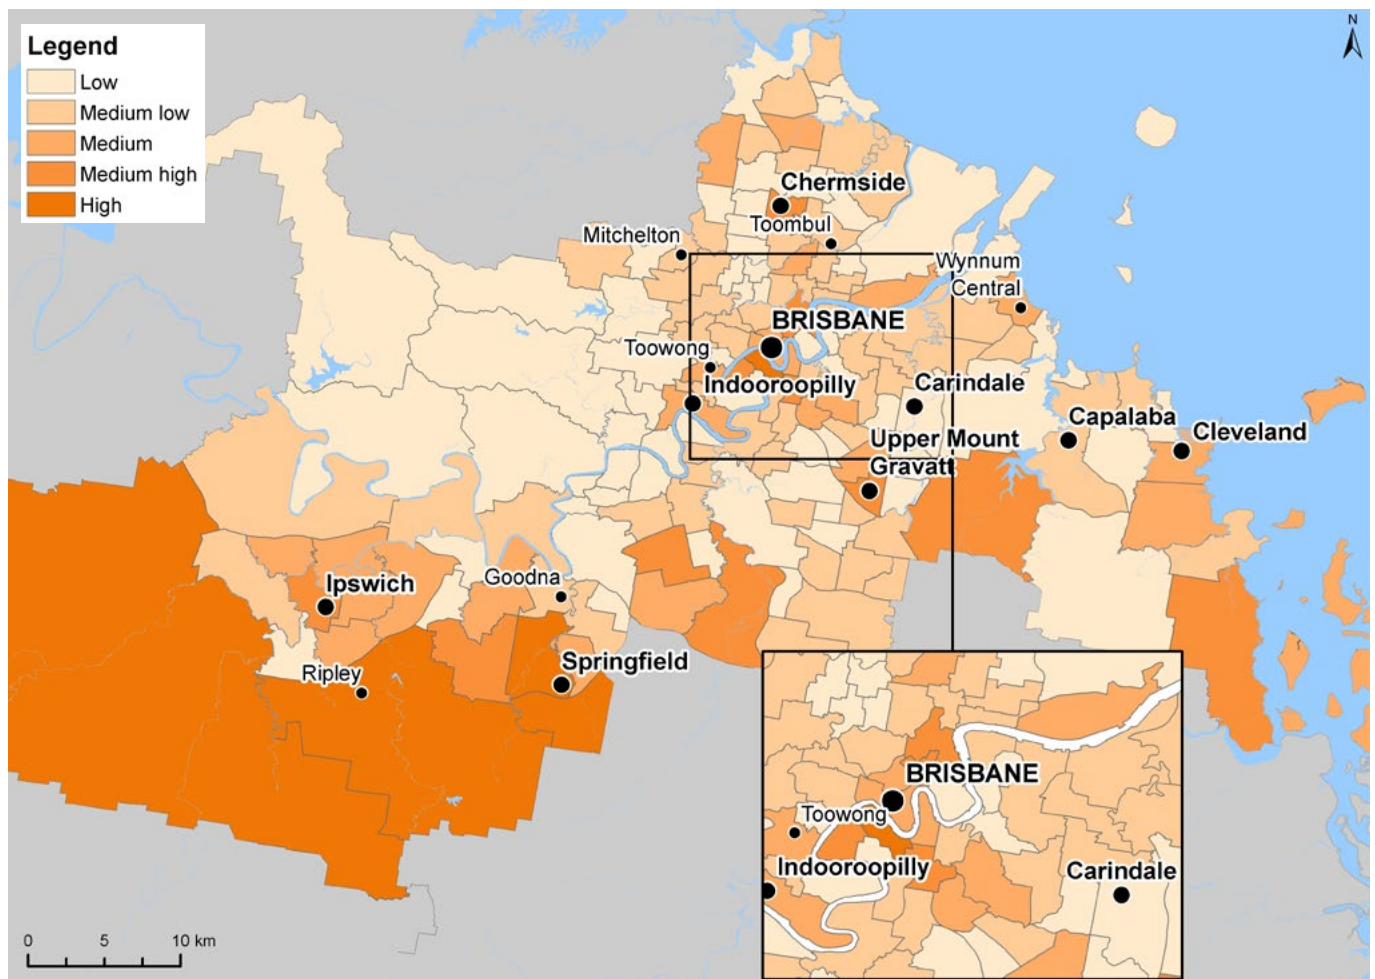 N
Legend
Low
Medium low
Medium
Medium high
High
Chermside
Toombul
Mitchelton
Wynnum
Central
BRISBANE
Toowong
Indooroopilly
Carindale
Capalaba
Cleveland
Upper Mount
Gravatt
Goodna
Ipswich
Springfield
Ripley
BRISBANE
Toowong
Indooroopilly
Carindale
0 5 10 km